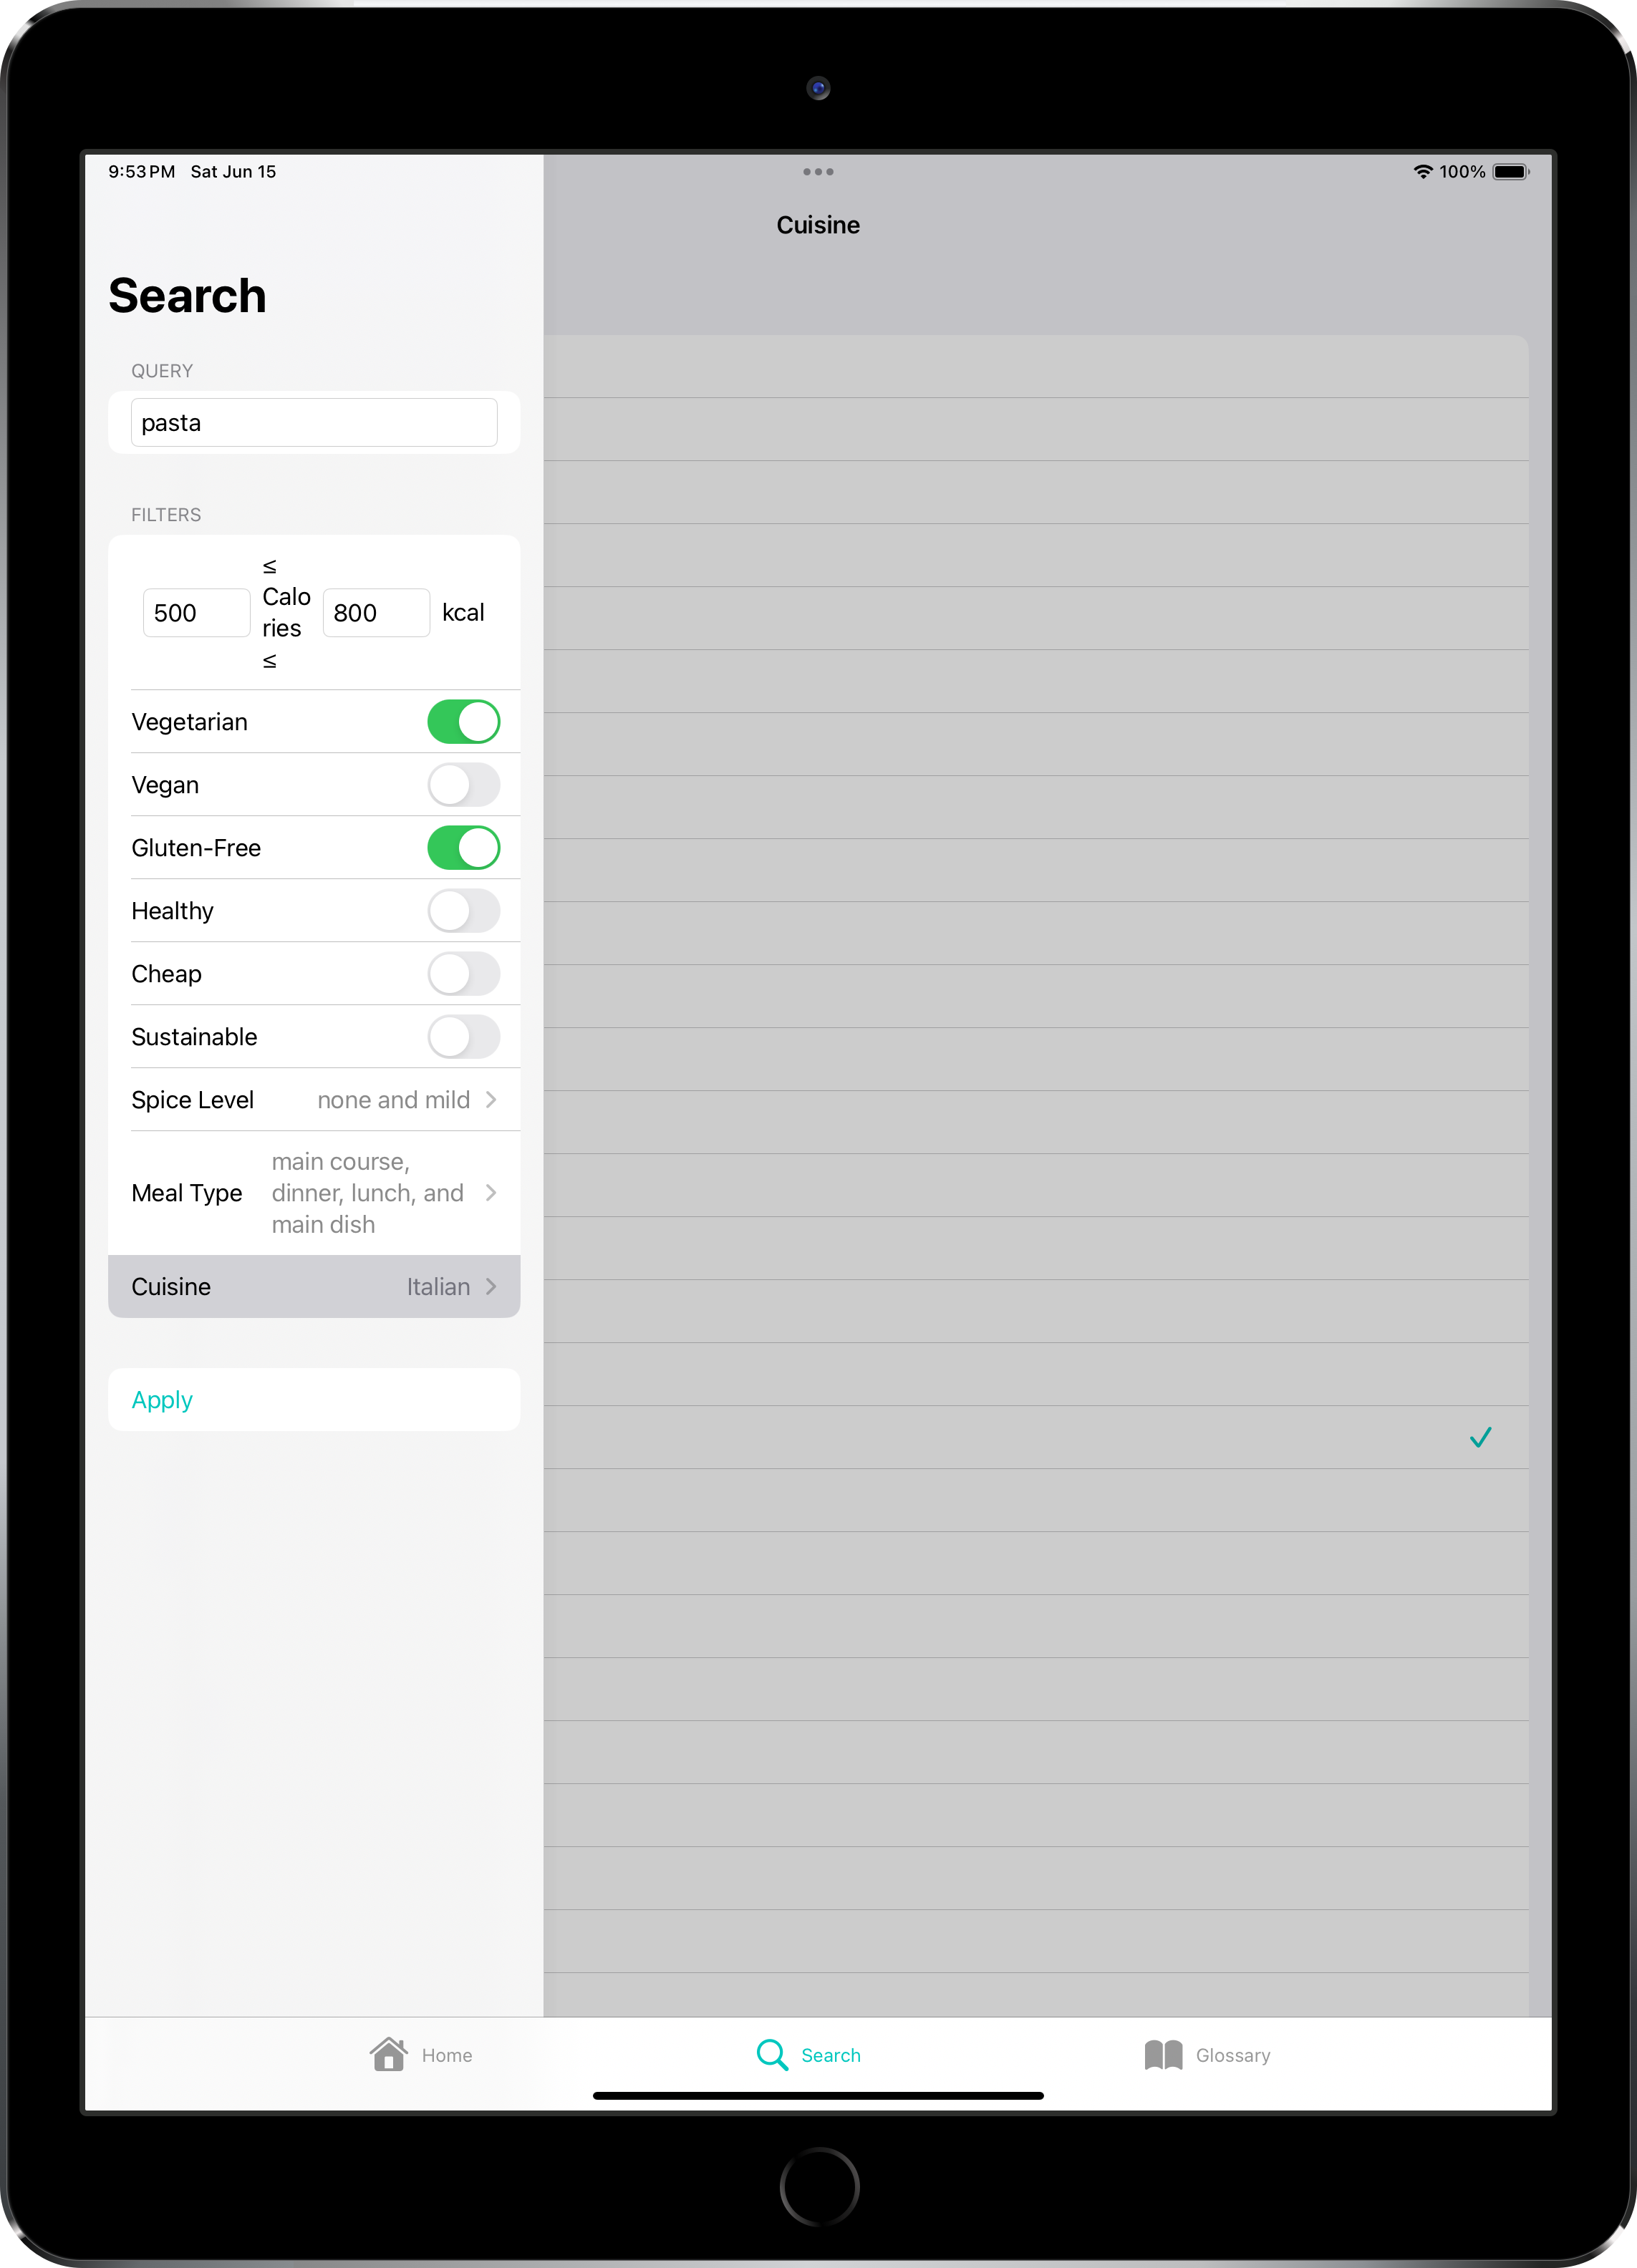 9:53 PM Sat Jun 15
100%
Cuisine
Search
QUERY
pasta
FILTERS
500
≤
Calo
ries
≤
800
kcal
Vegetarian
Vegan
Gluten-Free
Healthy
Cheap
Sustainable
Spice Level none and mild
Meal Type
main course,
dinner, lunch, and
main dish
Cuisine Italian
Apply
Home
Search
Glossary